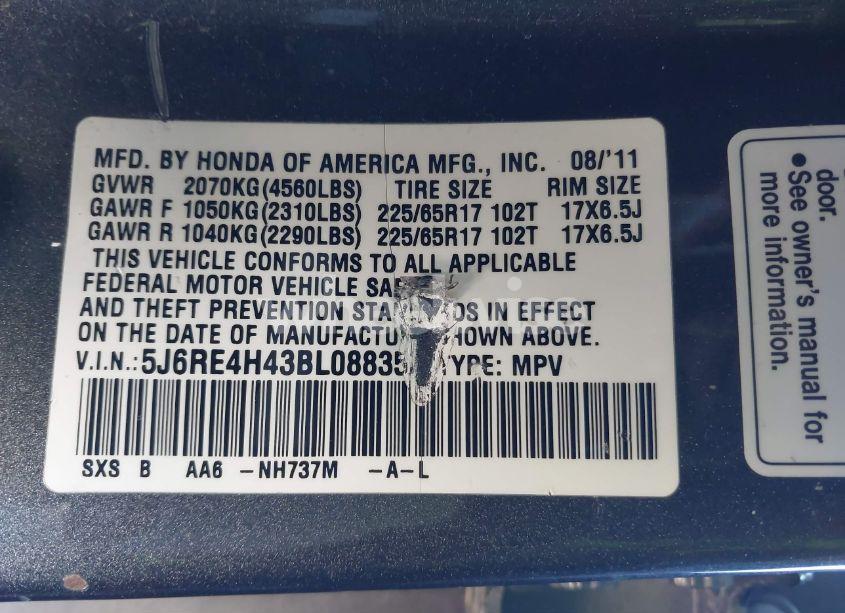 MFD. BY HONDA OF AMERICA MFG., INC. 08/'11
GVWR 2070KG(4560LBS) TIRE SIZE RIM SIZE
GAWR F 1050KG(2310LBS) 225/65R17 102T 17X6.5J
GAWR R 1040KG(2290LBS) 225/65R17 102T 17X6.5J
THIS VEHICLE CONFORMS TO ALL APPLICABLE
FEDERAL MOTOR VEHICLE
AND THEFT PREVENTION IN EFFECT
ON THE DATE OF SHOWN ABOVE.
V.I.N.: TYPE: MPV
SXS B AA6 -NH737M -A-L
door.
● See owner's manual for
more information.